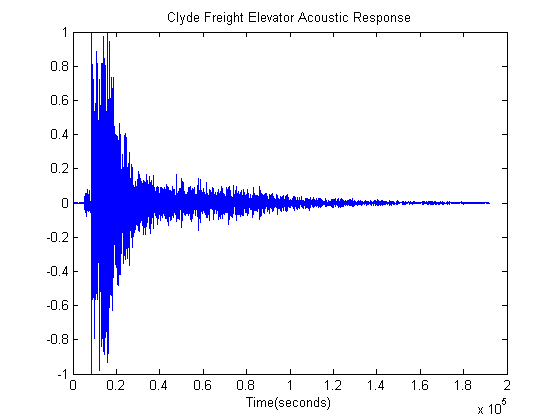 Clyde Freight Elevator Acoustic Response
1
0.8
0.6
0.4
0.2
0
-0.2
-0.4
-0.6
-0.8
-1
0 0.2 0.4 0.6 0.8 1 1.2 1.4 1.6 1.8 2
Time(seconds)
x 10⁵